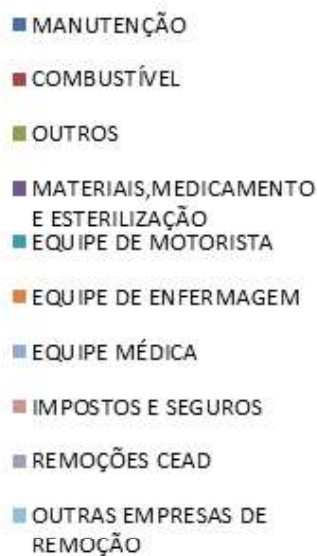 MANUTENÇÃO
COMBUSTÍVEL
OUTROS
MATERIAIS,MEDICAMENTO
E ESTERILIZAÇÃO
EQUIPE DE MOTORISTA
EQUIPE DE ENFERMAGEM
EQUIPE MÉDICA
IMPOSTOS E SEGUROS
REMOÇÕES CEAD
OUTRAS EMPRESAS DE
REMOÇÃO